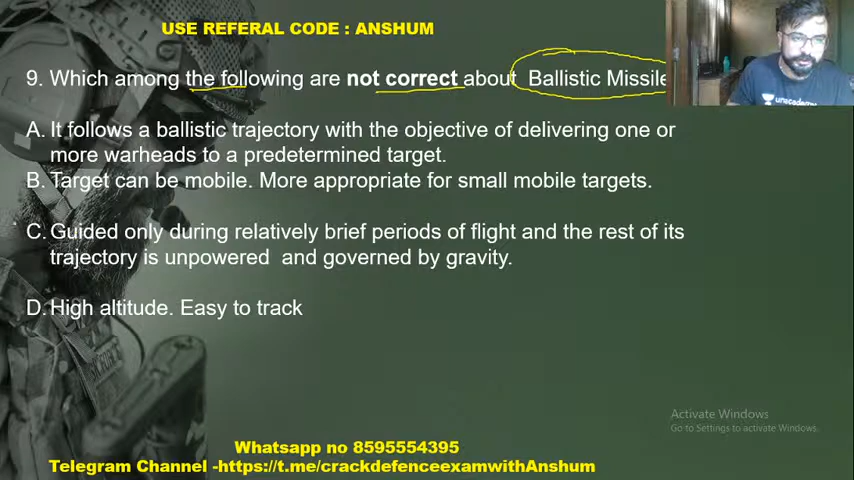 USE REFERAL CODE : ANSHUM
9. Which among the following are not correct about Ballistic Missile
A. It follows a ballistic trajectory with the objective of delivering one or
more warheads to a predetermined target.
B. Target can be mobile. More appropriate for small mobile targets.
C. Guided only during relatively brief periods of flight and the rest of its
trajectory is unpowered and governed by gravity.
D. High altitude. Easy to track
Activate Windows
Go to Settings to activate Windows.
Whatsapp no 8595554395
Telegram Channel -https://t.me/crackdefenceexamwithAnshum